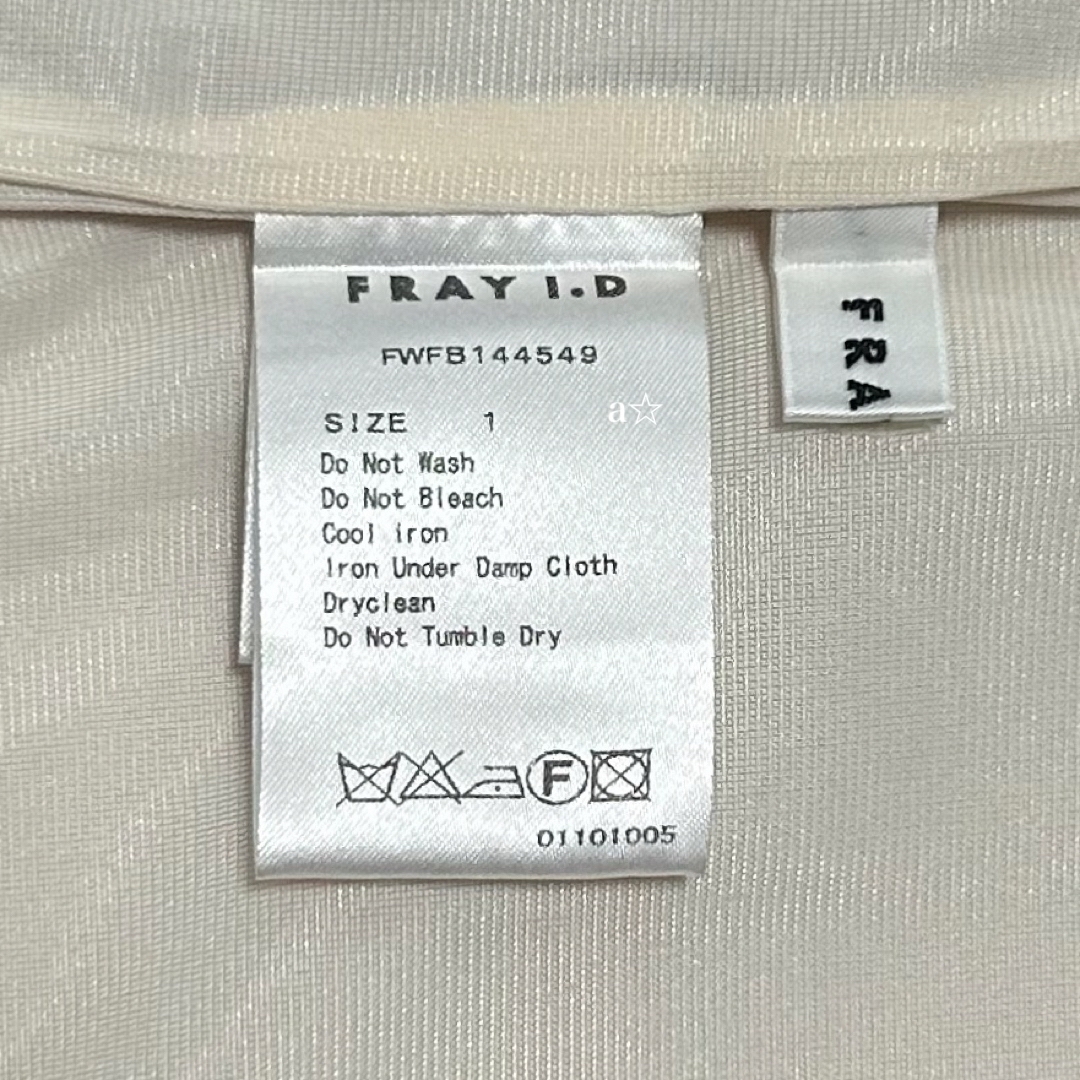 FRAY I.D
FWFB144549
SIZE 1
a☆
Do Not Wash
Do Not Bleach
Cool iron
Iron Under Damp Cloth
Dryclean
Do Not Tumble Dry
F
01101005
FRA